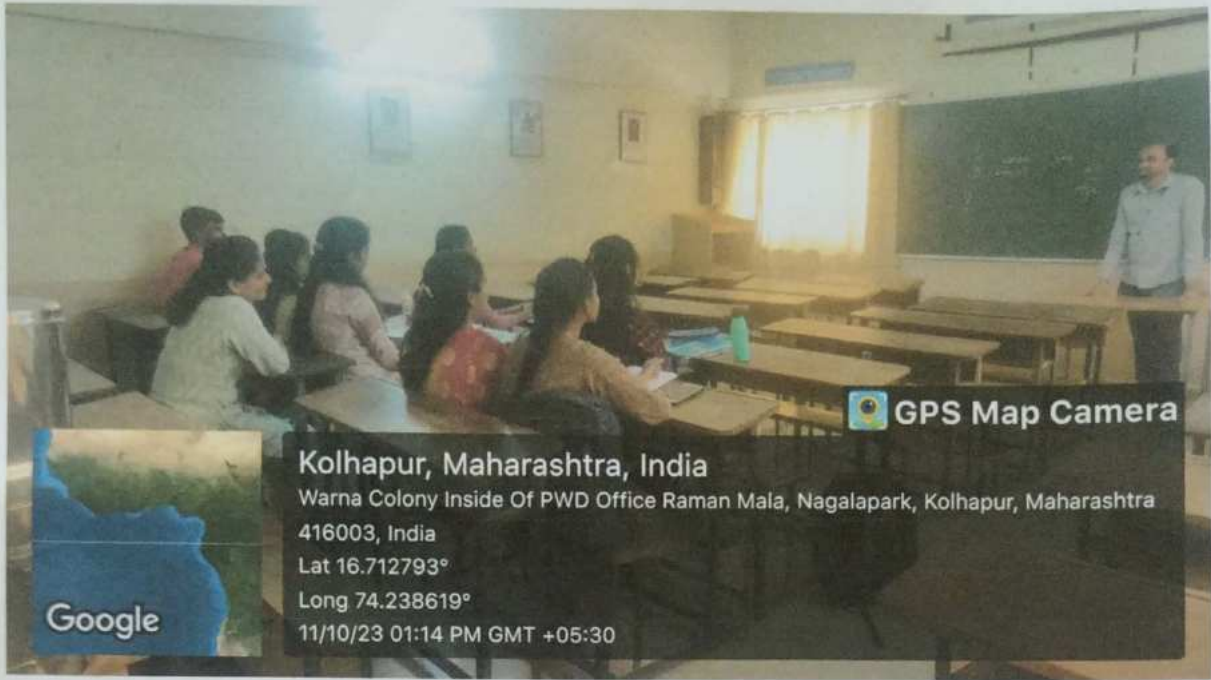 GPS Map Camera
Kolhapur, Maharashtra, India
Warna Colony Inside Of PWD Office Raman Mala, Nagalapark, Kolhapur, Maharashtra
416003, India
Lat 16.712793°
Long 74.238619°
11/10/23 01:14 PM GMT +05:30
Google